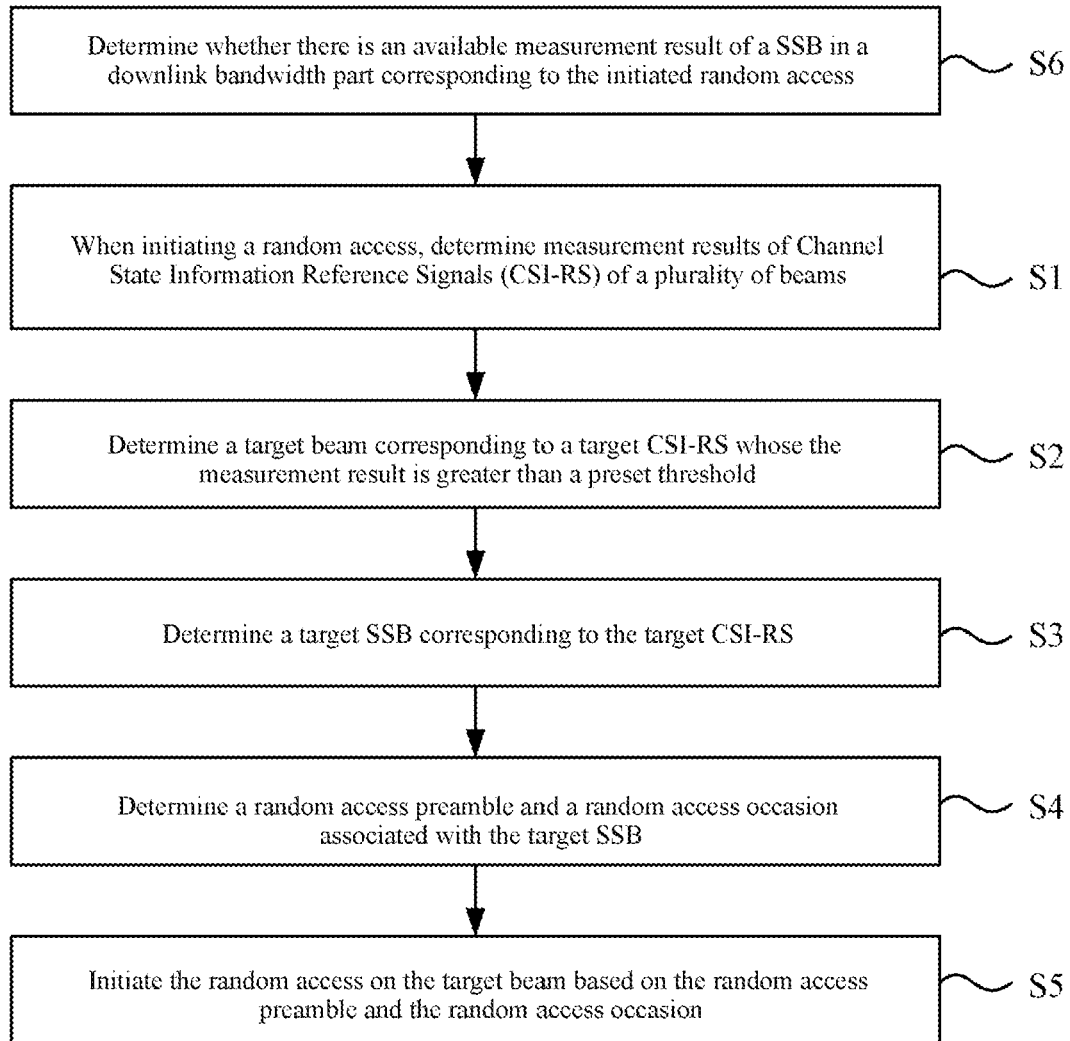 Determine whether there is an available measurement result of a SSB in a
downlink bandwidth part corresponding to the initiated random access
S6
When initiating a random access, determine measurement results of Channel
State Information Reference Signals (CSI-RS) of a plurality of beams
S1
Determine a target beam corresponding to a target CSI-RS whose the
measurement result is greater than a preset threshold
S2
Determine a target SSB corresponding to the target CSI-RS
S3
Determine a random access preamble and a random access occasion
associated with the target SSB
S4
Initiate the random access on the target beam based on the random access
preamble and the random access occasion
S5